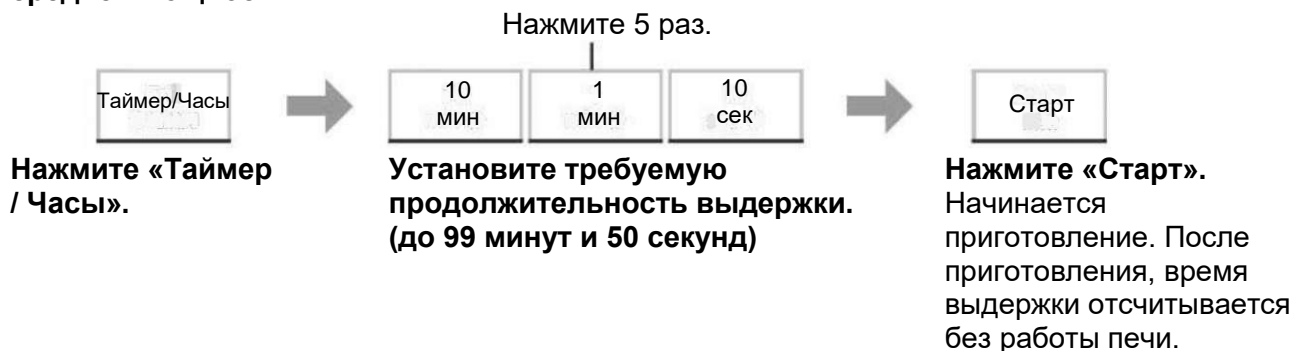 Нажмите 5 раз.
Таймер/Часы
10
мин
1
мин
10
сек
Старт
Нажмите «Таймер
/ Часы».
Установите требуемую
продолжительность выдержки.
(до 99 минут и 50 секунд)
Нажмите «Старт».
Начинается
приготовление. После
приготовления, время
выдержки отсчитывается
без работы печи.